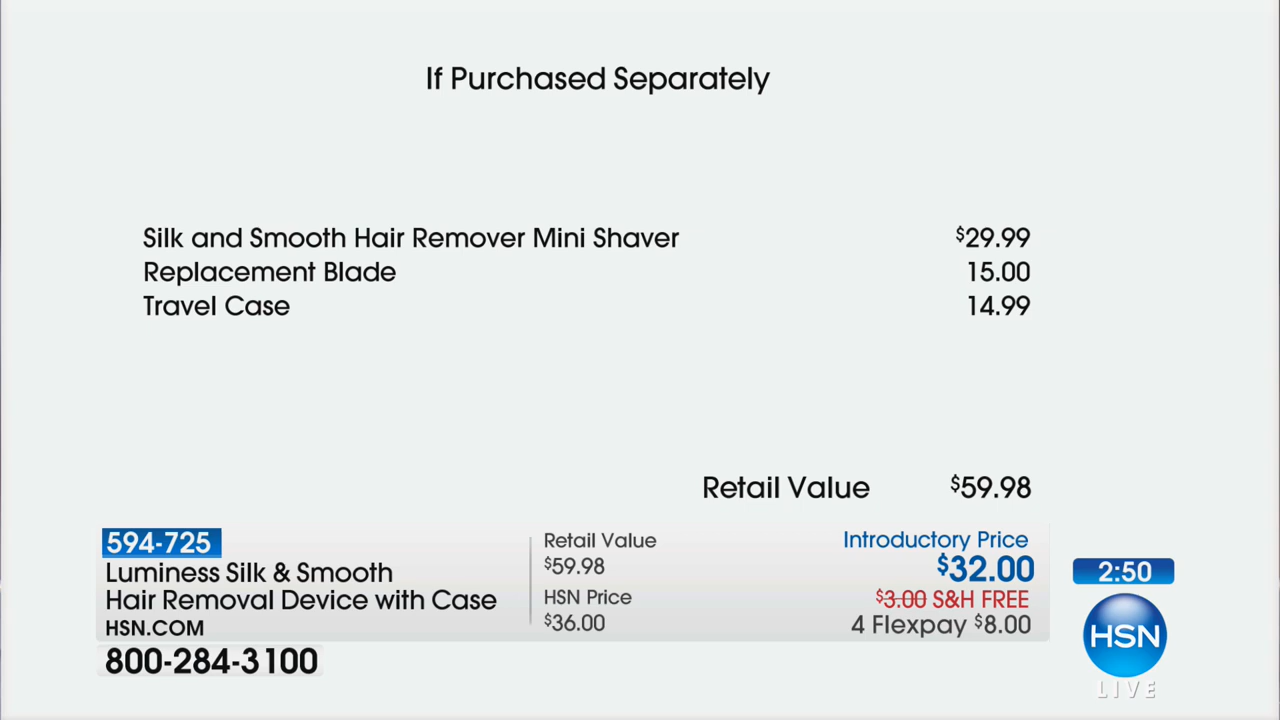 If Purchased Separately
Silk and Smooth Hair Remover Mini Shaver $29.99
Replacement Blade 15.00
Travel Case 14.99
Retail Value $59.98
594-725
Luminess Silk & Smooth
Hair Removal Device with Case
HSN.COM
800-284-3100
Retail Value
$59.98
HSN Price
$36.00
Introductory Price
$32.00
$3.00 S&H FREE
4 Flexpay $8.00
2:50
HSN
LIVE